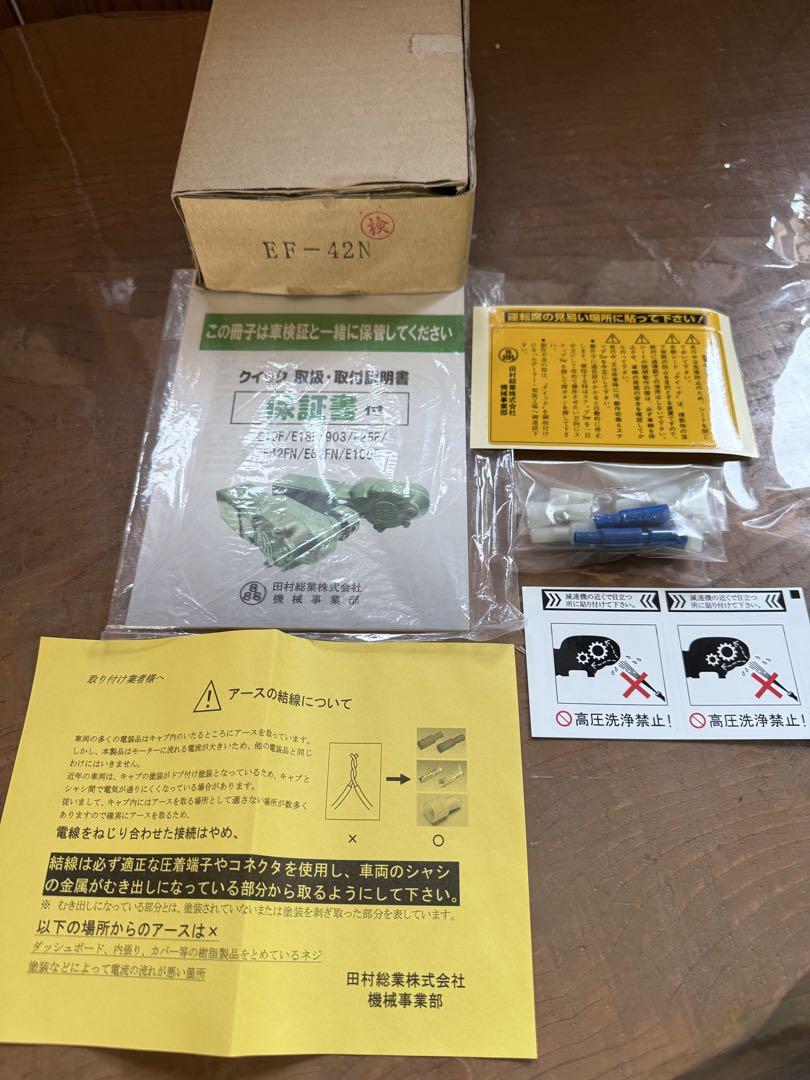 検
EF-42N
この冊子は車検証と一緒に保管してください
クイック 取扱・取付説明書
保証書 付
田村総業株式会社
機械事業部
運転席の見易い場所に貼って下さい!
田村総業株式会社
機械事業部
減速機の近くで目立つ
所に貼り付けて下さい。
高圧洗浄禁止!
減速機の近くで目立つ
所に貼り付けて下さい。
高圧洗浄禁止!
取り付け業者様へ
アースの結線について
車両の多くの電装品はキャブ内のいたるところにアースを取っています。
しかし、本製品はモーターに流れる電流が大きいため、他の電装品と同じ
わけにはいきません。
近年の車両は、キャブの塗装がドブ付け塗装となっているため、キャブと
シャシ間で電気が通りにくくなっている場合があります。
従いまして、キャブ内にはアースを取る場所として適さない場所が数多く
ありますので確実にアースを取るため、
電線をねじり合わせた接続はやめ、
× ○
結線は必ず適正な圧着端子やコネクタを使用し、車両のシャシ
の金属がむき出しになっている部分から取るようにして下さい。
※ むき出しになっている部分とは、塗装されていないまたは塗装を剥ぎ取った部分を表しています。
以下の場所からのアースは×
ダッシュボード、内張り、カバー等の樹脂製品をとめているネジ
塗装などによって電流の流れが悪い箇所
田村総業株式会社
機械事業部